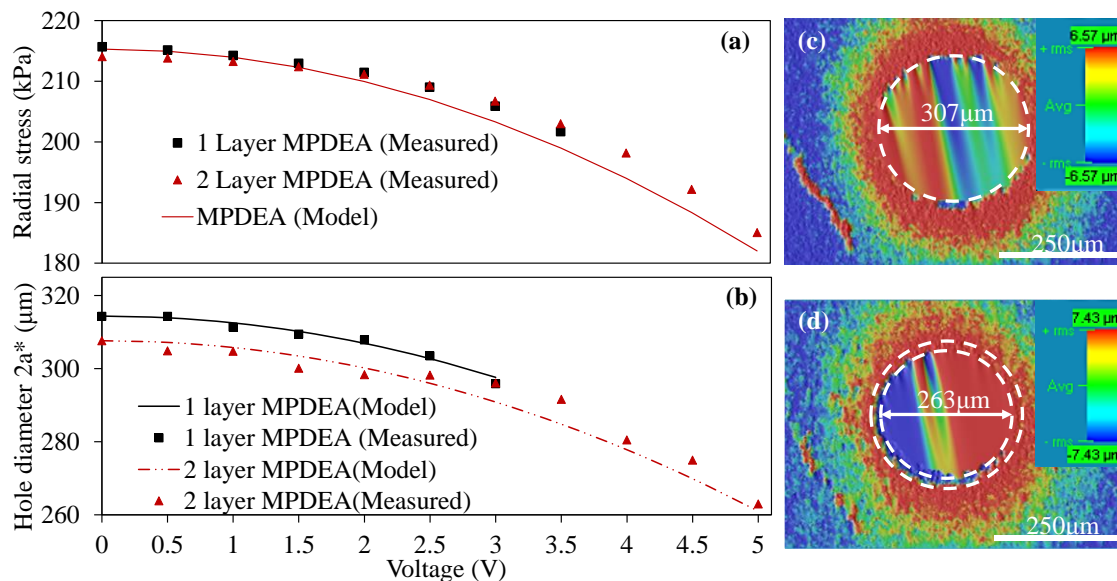 Radial stress (kPa)
220
210
200
190
180
(a)
1 Layer MPDEA (Measured)
2 Layer MPDEA (Measured)
MPDEA (Model)
Hole diameter 2a* (μm)
320
300
280
260
(b)
1 layer MPDEA(Model)
1 layer MPDEA (Measured)
2 layer MPDEA(Model)
2 layer MPDEA(Measured)
0 0.5 1 1.5 2 2.5 3 3.5 4 4.5 5
Voltage (V)
(c)
307μm
250μm
6.57 μm
+ rms
Avg
- rms
-6.57 μm
(d)
263μm
250μm
7.43 μm
+ rms
Avg
- rms
-7.43 μm